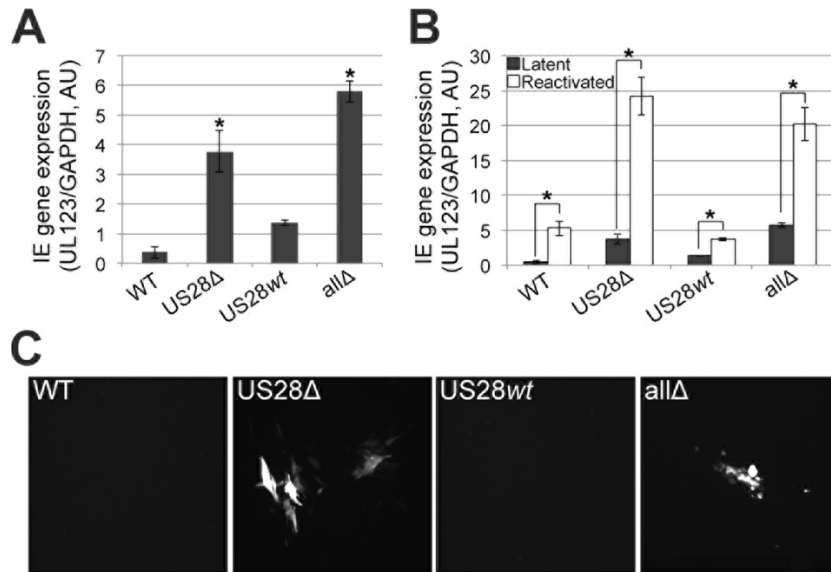 A
IE gene expression
(UL123/GAPDH, AU)
7
6
5
4
3
2
1
0
*
*
WT
US28Δ
US28wt
allΔ
B
IE gene expression
(UL123/GAPDH, AU)
30
25
20
15
10
5
0
Latent
Reactivated
*
*
*
*
WT
US28Δ
US28wt
allΔ
C
WT
US28Δ
US28wt
allΔ